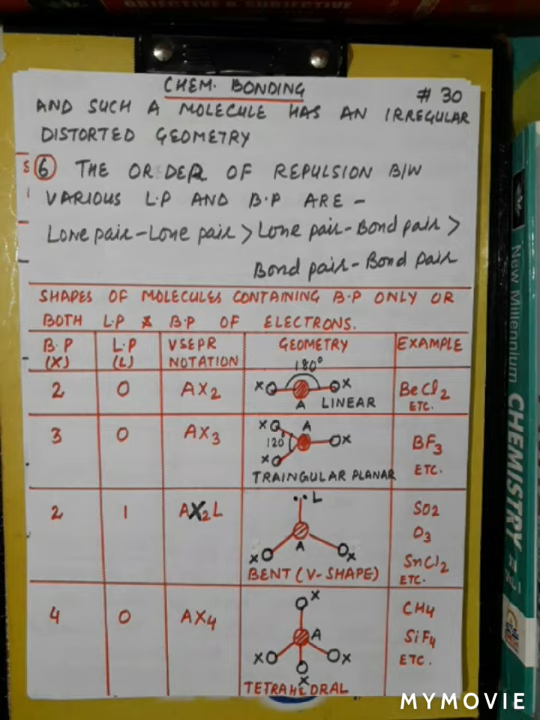 OBJECTIVE & SUBJECTIVE
CHEM. BONDING
# 30
AND SUCH A MOLECULE HAS AN IRREGULAR
DISTORTED GEOMETRY
6 THE ORDER OF REPULSION B/W
VARIOUS L.P AND B.P ARE -
Lone pair - Lone pair > Lone pair - Bond pair >
Bond pair - Bond pair
SHAPES OF MOLECULES CONTAINING B.P ONLY OR
BOTH L.P & B.P OF ELECTRONS.
B.P (X) L.P (L) VSEPR NOTATION GEOMETRY EXAMPLE
2 0 AX2 180° X X A LINEAR BeCl2 ETC.
3 0 AX3 X A 120° X X TRAINGULAR PLANAR BF3 ETC.
2 1 AX2L L A X X BENT (V-SHAPE) SO2 O3 SnCl2 ETC.
4 0 AX4 X A X X X TETRAHEDRAL CH4 SiF4 ETC.
New Millennium
CHEMISTRY
MYMOVIE